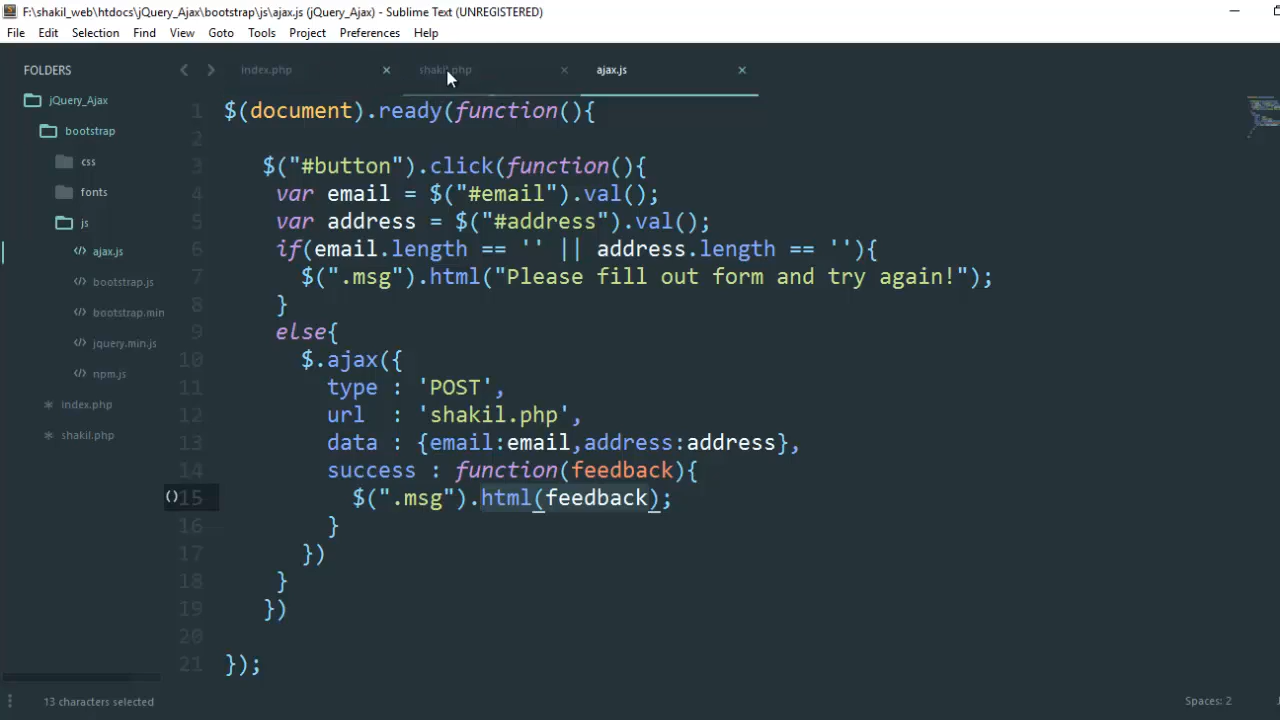 F:\shakil_web\htdocs\jQuery_Ajax\bootstrap\js\ajax.js (jQuery_Ajax) - Sublime Text (UNREGISTERED)
File Edit Selection Find View Goto Tools Project Preferences Help
FOLDERS
jQuery_Ajax
bootstrap
css
fonts
js
ajax.js
bootstrap.js
bootstrap.min
jquery.min.js
npm.js
index.php
shakil.php
index.php shakil.php ajax.js
1 $(document).ready(function(){
2
3 $("#button").click(function(){
4 var email = $("#email").val();
5 var address = $("#address").val();
6 if(email.length == '' || address.length == ''){
7 $(".msg").html("Please fill out form and try again!");
8 }
9 else{
10 $.ajax({
11 type : 'POST',
12 url : 'shakil.php',
13 data : {email:email,address:address},
14 success : function(feedback){
15 $(".msg").html(feedback);
16 }
17 })
18 }
19 })
20
21 });
13 characters selected
Spaces: 2